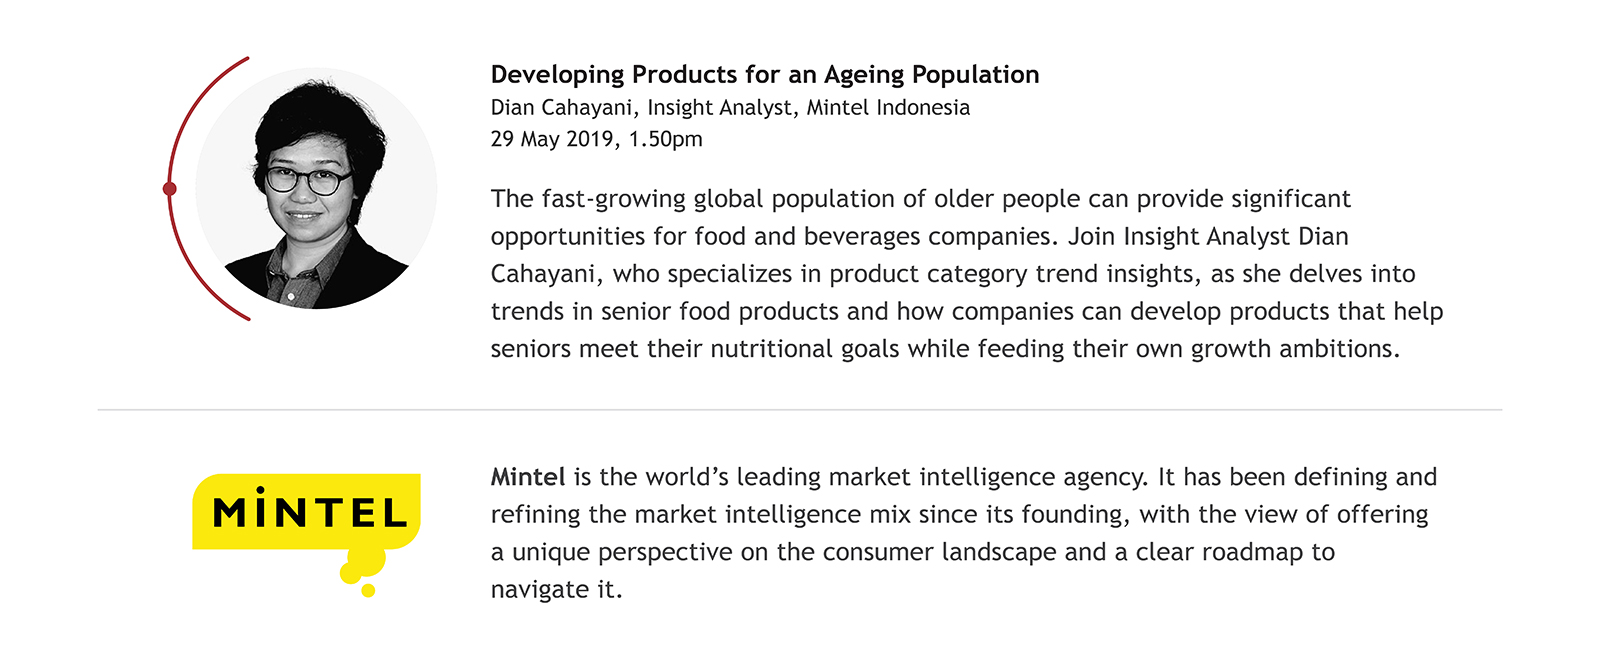 Developing Products for an Ageing Population
Dian Cahayani, Insight Analyst, Mintel Indonesia
29 May 2019, 1.50pm
The fast-growing global population of older people can provide significant
opportunities for food and beverages companies. Join Insight Analyst Dian
Cahayani, who specializes in product category trend insights, as she delves into
trends in senior food products and how companies can develop products that help
seniors meet their nutritional goals while feeding their own growth ambitions.
MiNTEL
Mintel is the world’s leading market intelligence agency. It has been defining and
refining the market intelligence mix since its founding, with the view of offering
a unique perspective on the consumer landscape and a clear roadmap to
navigate it.